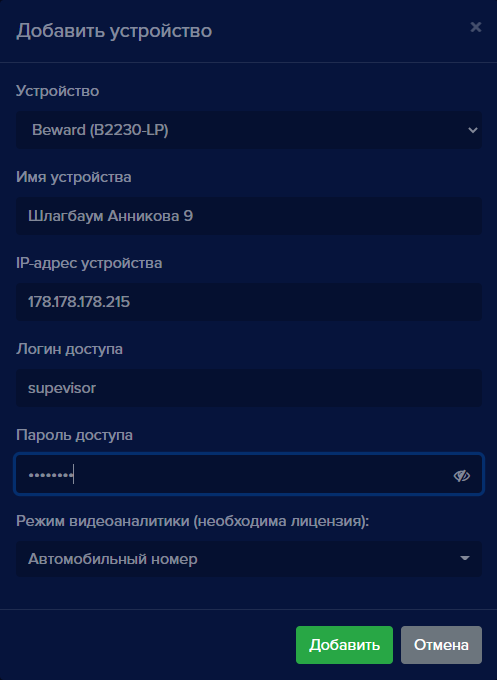 Добавить устройство
×
Устройство
Beward (B2230-LP)
Имя устройства
Шлагбаум Анникова 9
IP-адрес устройства
178.178.178.215
Логин доступа
supevisor
Пароль доступа
••••••••
Режим видеоаналитики (необходима лицензия):
Автомобильный номер
Добавить Отмена